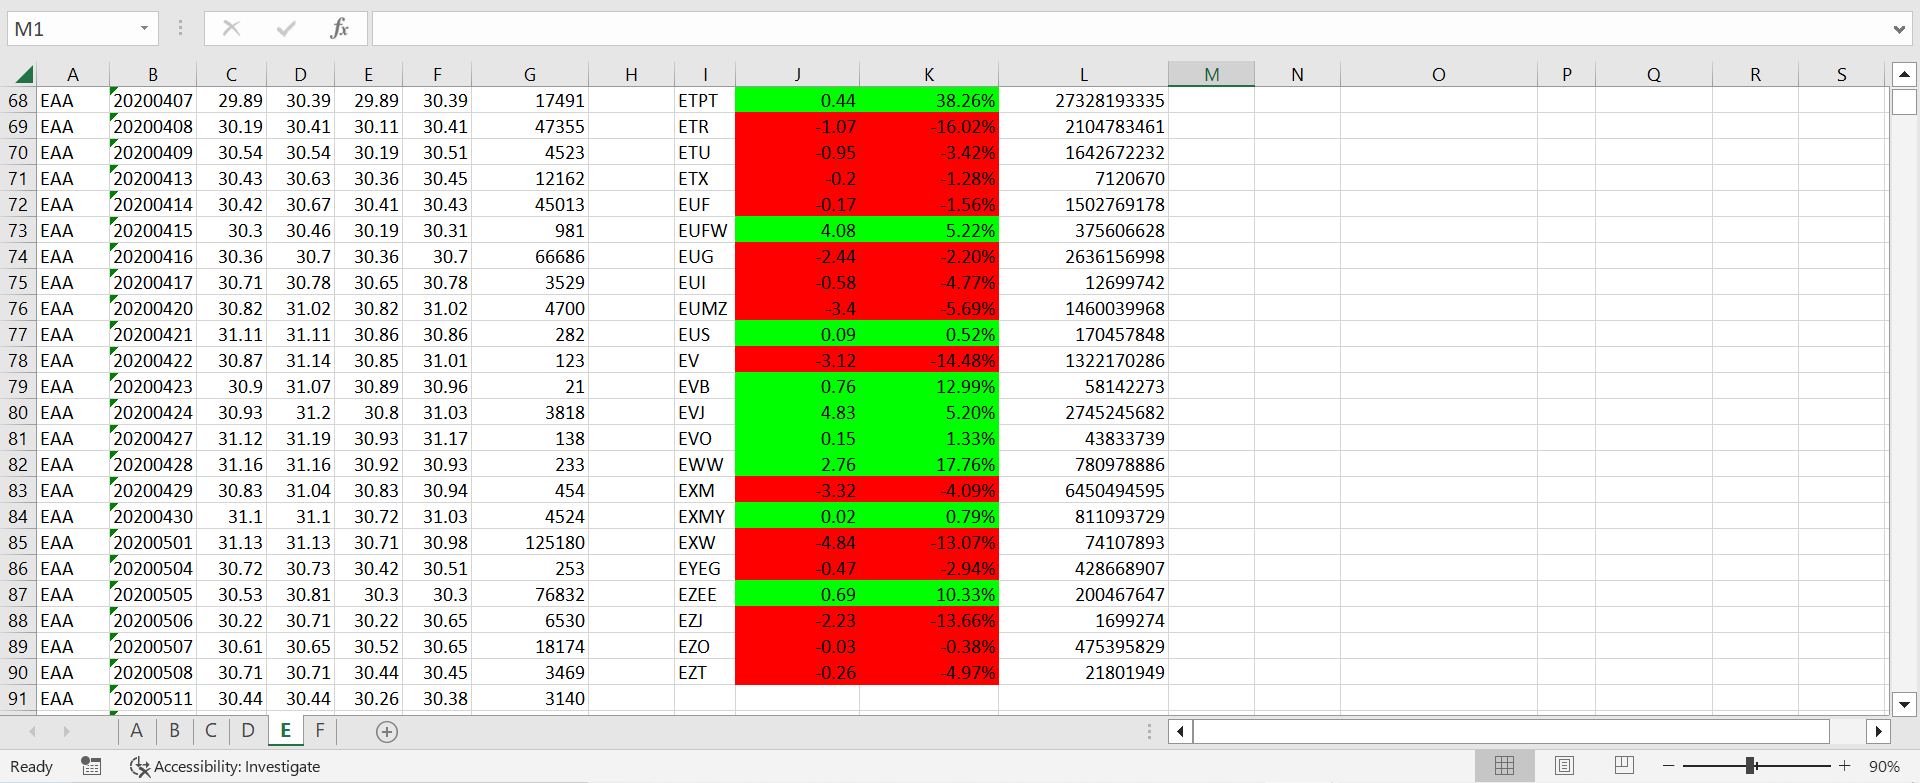 M1 fx
A B C D E F G H I J K L M N O P Q R S
68 EAA 20200407 29.89 30.39 29.89 30.39 17491 ETPT 0.44 38.26% 27328193335
69 EAA 20200408 30.19 30.41 30.11 30.41 47355 ETR -1.07 -16.02% 2104783461
70 EAA 20200409 30.54 30.54 30.19 30.51 4523 ETU -0.95 -3.42% 1642672232
71 EAA 20200413 30.43 30.63 30.36 30.45 12162 ETX -0.2 -1.28% 7120670
72 EAA 20200414 30.42 30.67 30.41 30.43 45013 EUF -0.17 -1.56% 1502769178
73 EAA 20200415 30.3 30.46 30.19 30.31 981 EUFW 4.08 5.22% 375606628
74 EAA 20200416 30.36 30.7 30.36 30.7 66686 EUG -2.44 -2.20% 2636156998
75 EAA 20200417 30.71 30.78 30.65 30.78 3529 EUI -0.58 -4.77% 12699742
76 EAA 20200420 30.82 31.02 30.82 31.02 4700 EUMZ -3.4 -5.69% 1460039968
77 EAA 20200421 31.11 31.11 30.86 30.86 282 EUS 0.09 0.52% 170457848
78 EAA 20200422 30.87 31.14 30.85 31.01 123 EV -3.12 -14.48% 1322170286
79 EAA 20200423 30.9 31.07 30.89 30.96 21 EVB 0.76 12.99% 58142273
80 EAA 20200424 30.93 31.2 30.8 31.03 3818 EVJ 4.83 5.20% 2745245682
81 EAA 20200427 31.12 31.19 30.93 31.17 138 EVO 0.15 1.33% 43833739
82 EAA 20200428 31.16 31.16 30.92 30.93 233 EWW 2.76 17.76% 780978886
83 EAA 20200429 30.83 31.04 30.83 30.94 454 EXM -3.32 -4.09% 6450494595
84 EAA 20200430 31.1 31.1 30.72 31.03 4524 EXMY 0.02 0.79% 811093729
85 EAA 20200501 31.13 31.13 30.71 30.98 125180 EXW -4.84 -13.07% 74107893
86 EAA 20200504 30.72 30.73 30.42 30.51 253 EYEG -0.47 -2.94% 428668907
87 EAA 20200505 30.53 30.81 30.3 30.3 76832 EZEE 0.69 10.33% 200467647
88 EAA 20200506 30.22 30.71 30.22 30.65 6530 EZJ -2.23 -13.66% 1699274
89 EAA 20200507 30.61 30.65 30.52 30.65 18174 EZO -0.03 -0.38% 475395829
90 EAA 20200508 30.71 30.71 30.44 30.45 3469 EZT -0.26 -4.97% 21801949
91 EAA 20200511 30.44 30.44 30.26 30.38 3140
A B C D E F
Ready Accessibility: Investigate 90%